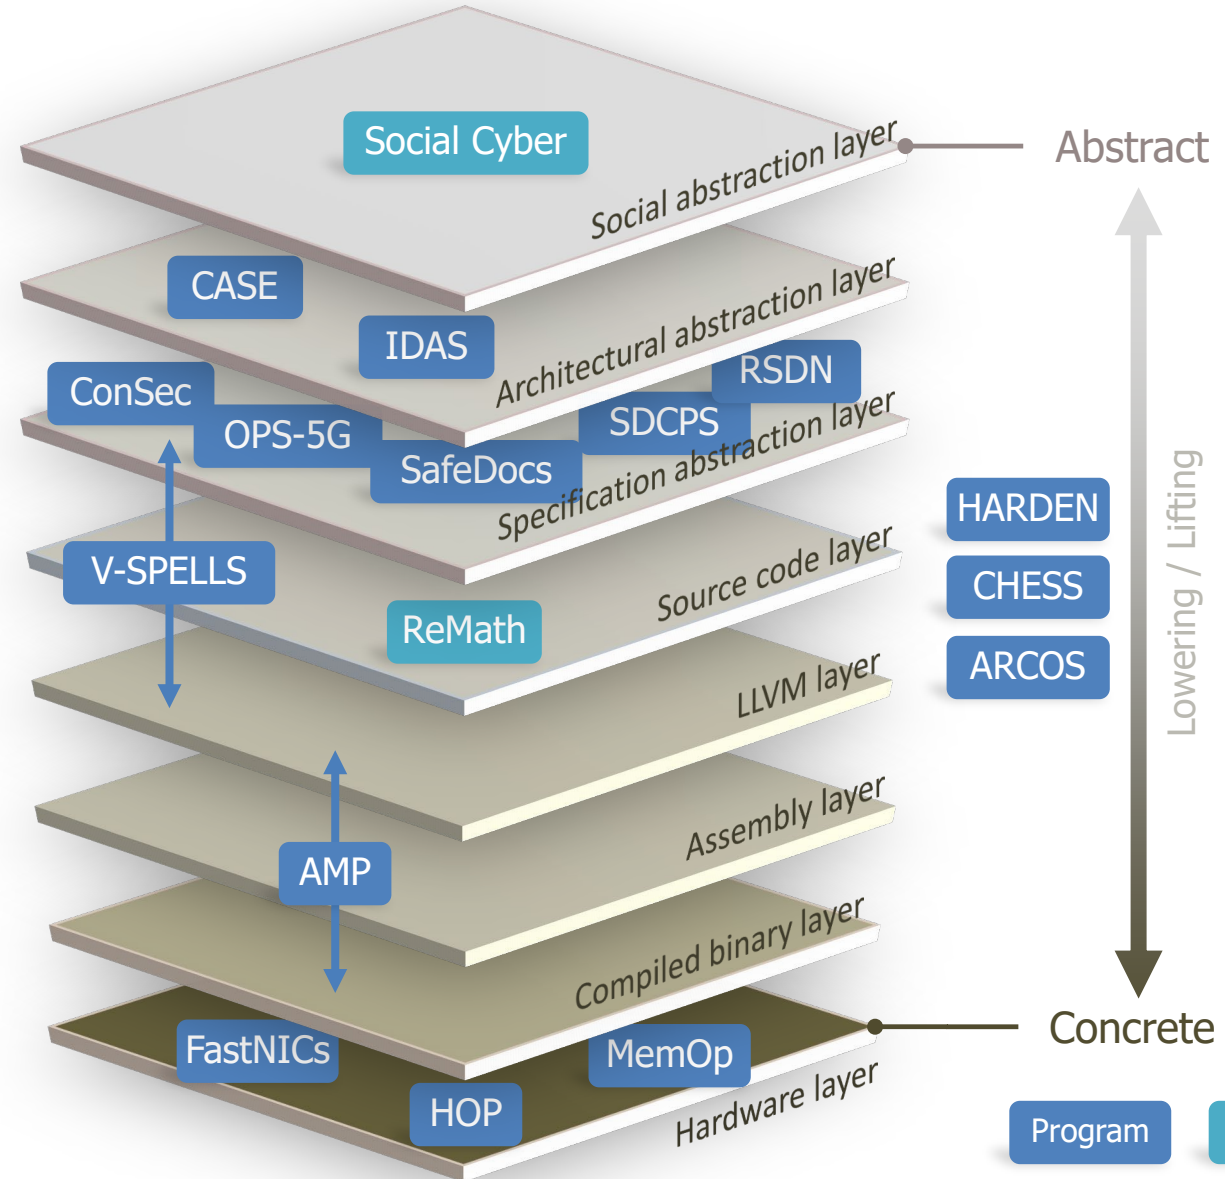 Social Cyber
Social abstraction layer
Abstract
CASE
IDAS
Architectural abstraction layer
RSDN
ConSec
OPS-5G
SDCPS
SafeDocs
Specification abstraction layer
HARDEN
V-SPELLS
CHESS
Source code layer
ReMath
ARCOS
Lowering / Lifting
LLVM layer
Assembly layer
AMP
Compiled binary layer
FastNICs
MemOp
HOP
Concrete
Hardware layer
Program